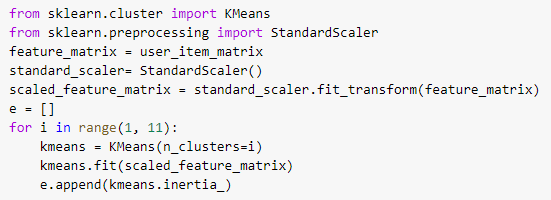 from sklearn.cluster import KMeans
from sklearn.preprocessing import StandardScaler
feature_matrix = user_item_matrix
standard_scaler= StandardScaler()
scaled_feature_matrix = standard_scaler.fit_transform(feature_matrix)
e = []
for i in range(1, 11):
    kmeans = KMeans(n_clusters=i)
    kmeans.fit(scaled_feature_matrix)
    e.append(kmeans.inertia_)